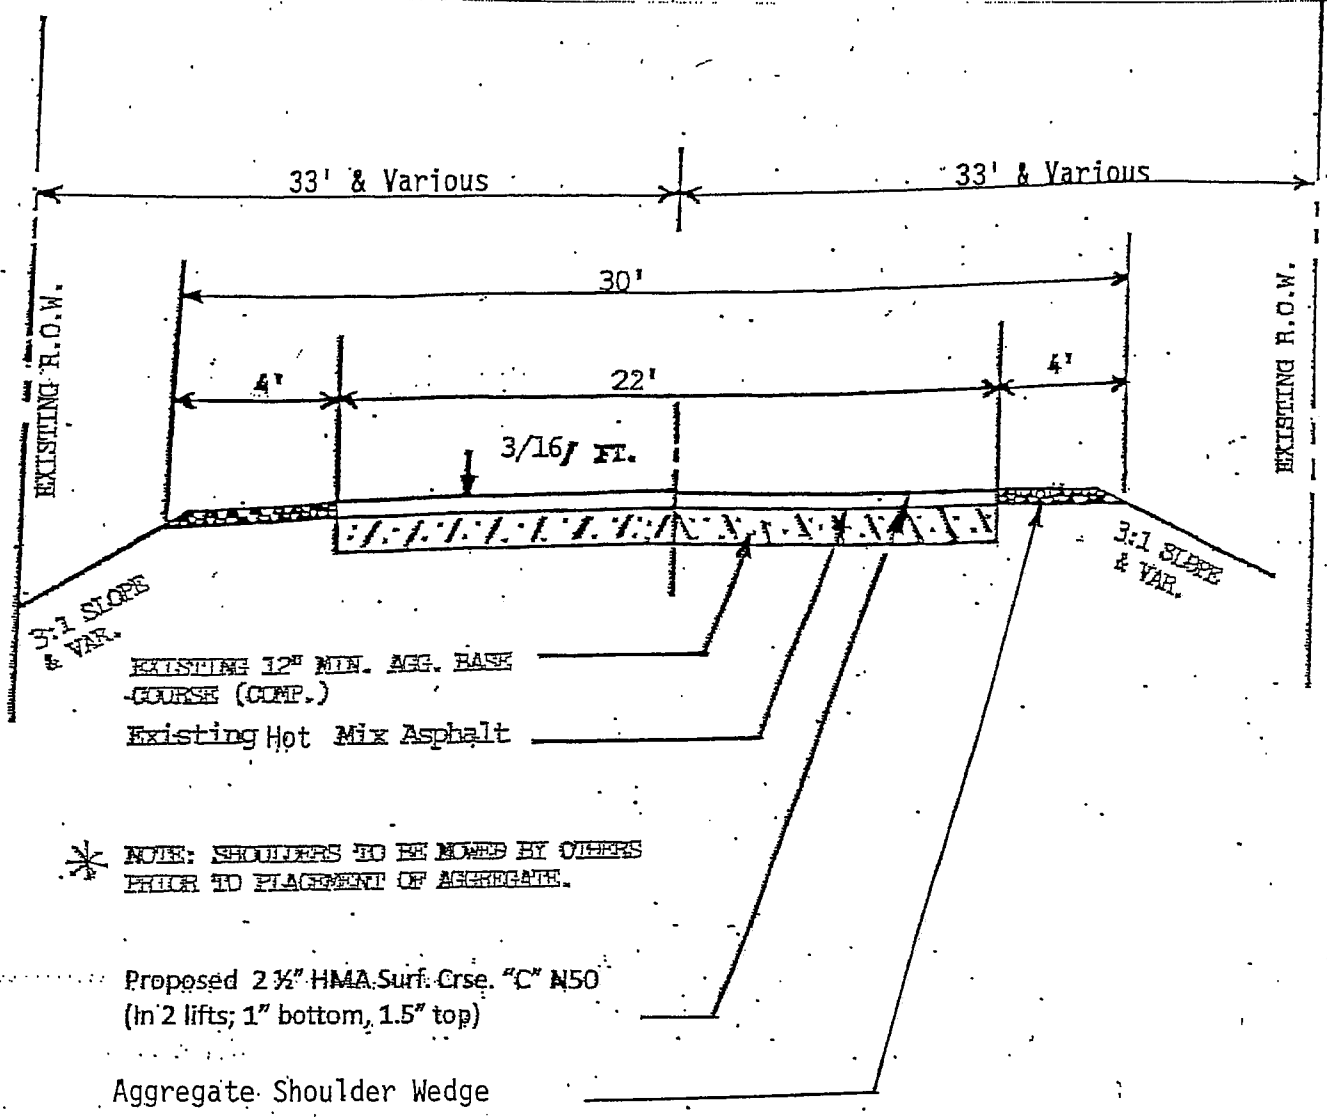 33' & Various
33' & Various
30'
EXISTING R.O.W.
EXISTING R.O.W.
4'
22'
4'
3/16/ FT.
3:1 SLOPE
& VAR.
3:1 SLOPE
& VAR.
EXISTING 12" MIN. AGG. BASE
COURSE (COMP.)
Existing Hot Mix Asphalt
NOTE: SHOULDERS TO BE MOWED BY OTHERS
PRIOR TO PLACEMENT OF AGGREGATE.
Proposed 2 ½" HMA Surf. Crse. "C" N50
(In 2 lifts; 1" bottom, 1.5" top)
Aggregate Shoulder Wedge